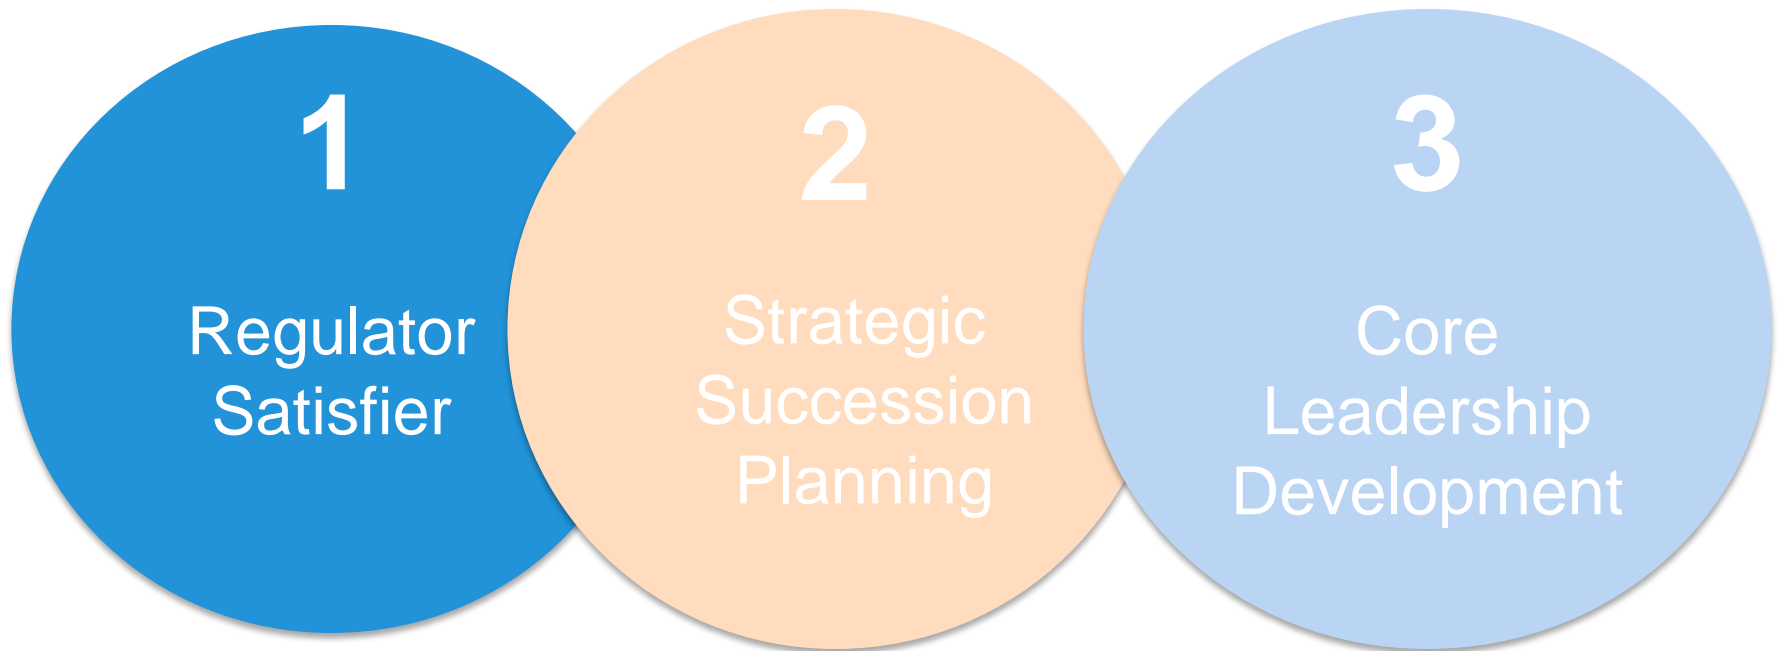 1
Regulator
Satisfier
2
Strategic
Succession
Planning
3
Core
Leadership
Development